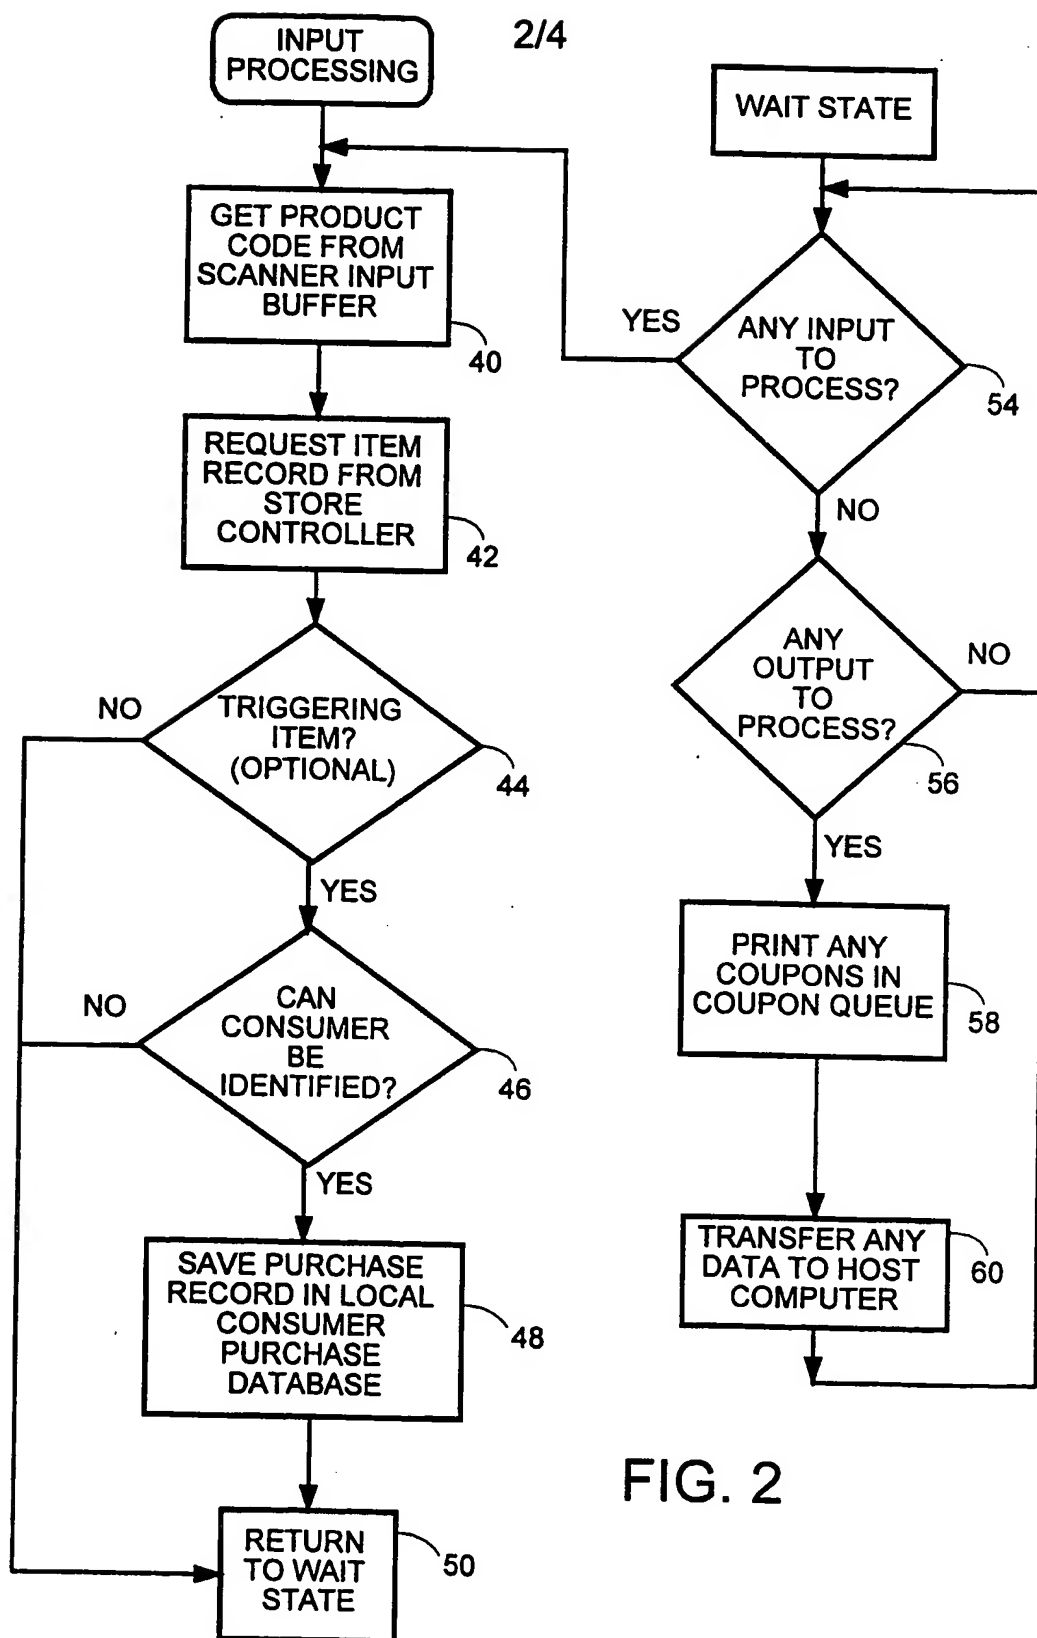 2/4
INPUT
PROCESSING
GET PRODUCT
CODE FROM
SCANNER INPUT
BUFFER
40
REQUEST ITEM
RECORD FROM
STORE
CONTROLLER
42
TRIGGERING
ITEM?
(OPTIONAL)
44
NO
YES
CAN
CONSUMER
BE
IDENTIFIED?
46
NO
YES
SAVE PURCHASE
RECORD IN LOCAL
CONSUMER
PURCHASE
DATABASE
48
RETURN
TO WAIT
STATE
50
WAIT STATE
ANY INPUT
TO
PROCESS?
54
YES
NO
ANY
OUTPUT
TO
PROCESS?
56
NO
YES
PRINT ANY
COUPONS IN
COUPON QUEUE
58
TRANSFER ANY
DATA TO HOST
COMPUTER
60
FIG. 2